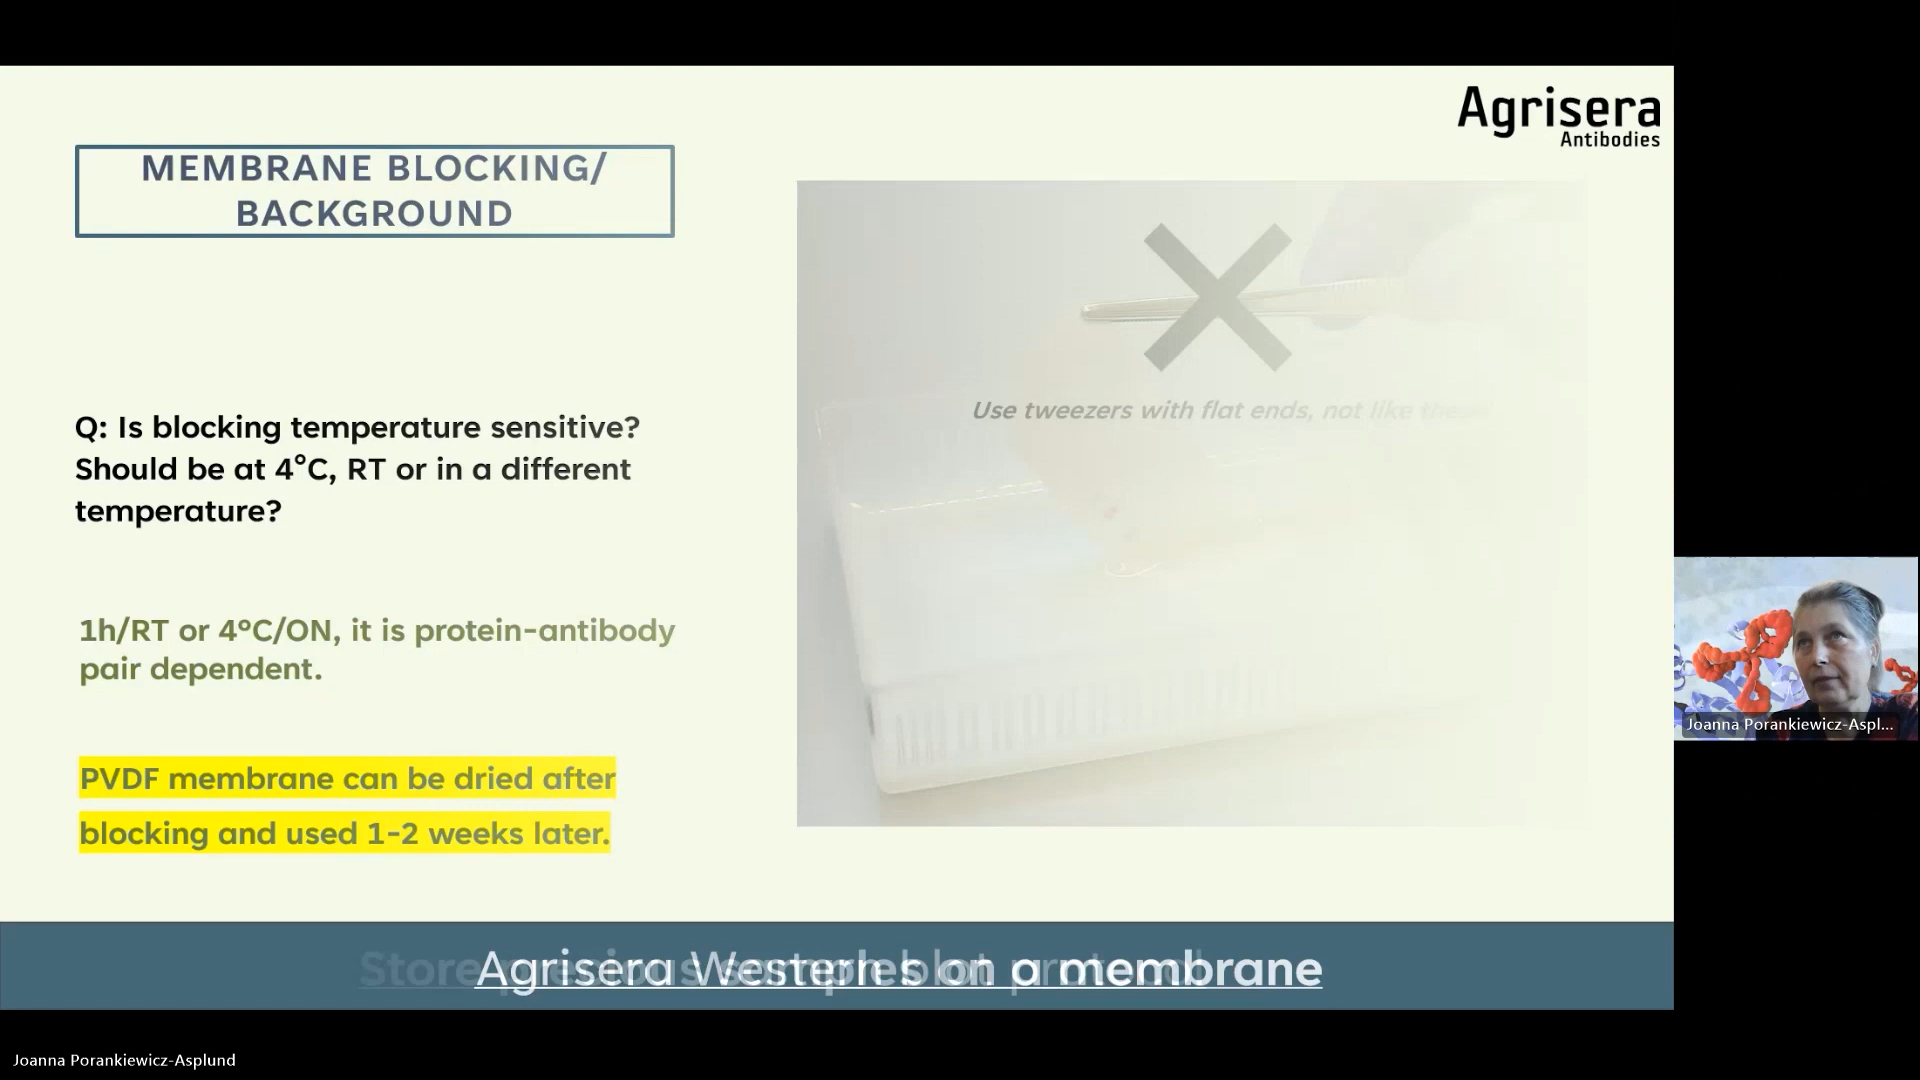 Agrisera
Antibodies
MEMBRANE BLOCKING/
BACKGROUND
Use tweezers with flat ends, not like these
Q: Is blocking temperature sensitive?
Should be at 4°C, RT or in a different
temperature?
1h/RT or 4°C/ON, it is protein-antibody
pair dependent.
PVDF membrane can be dried after
blocking and used 1-2 weeks later.
Joanna Porankiewicz-Aspl...
Agrisera Western blot protocol
Store precious samples on a membrane
Joanna Porankiewicz-Asplund